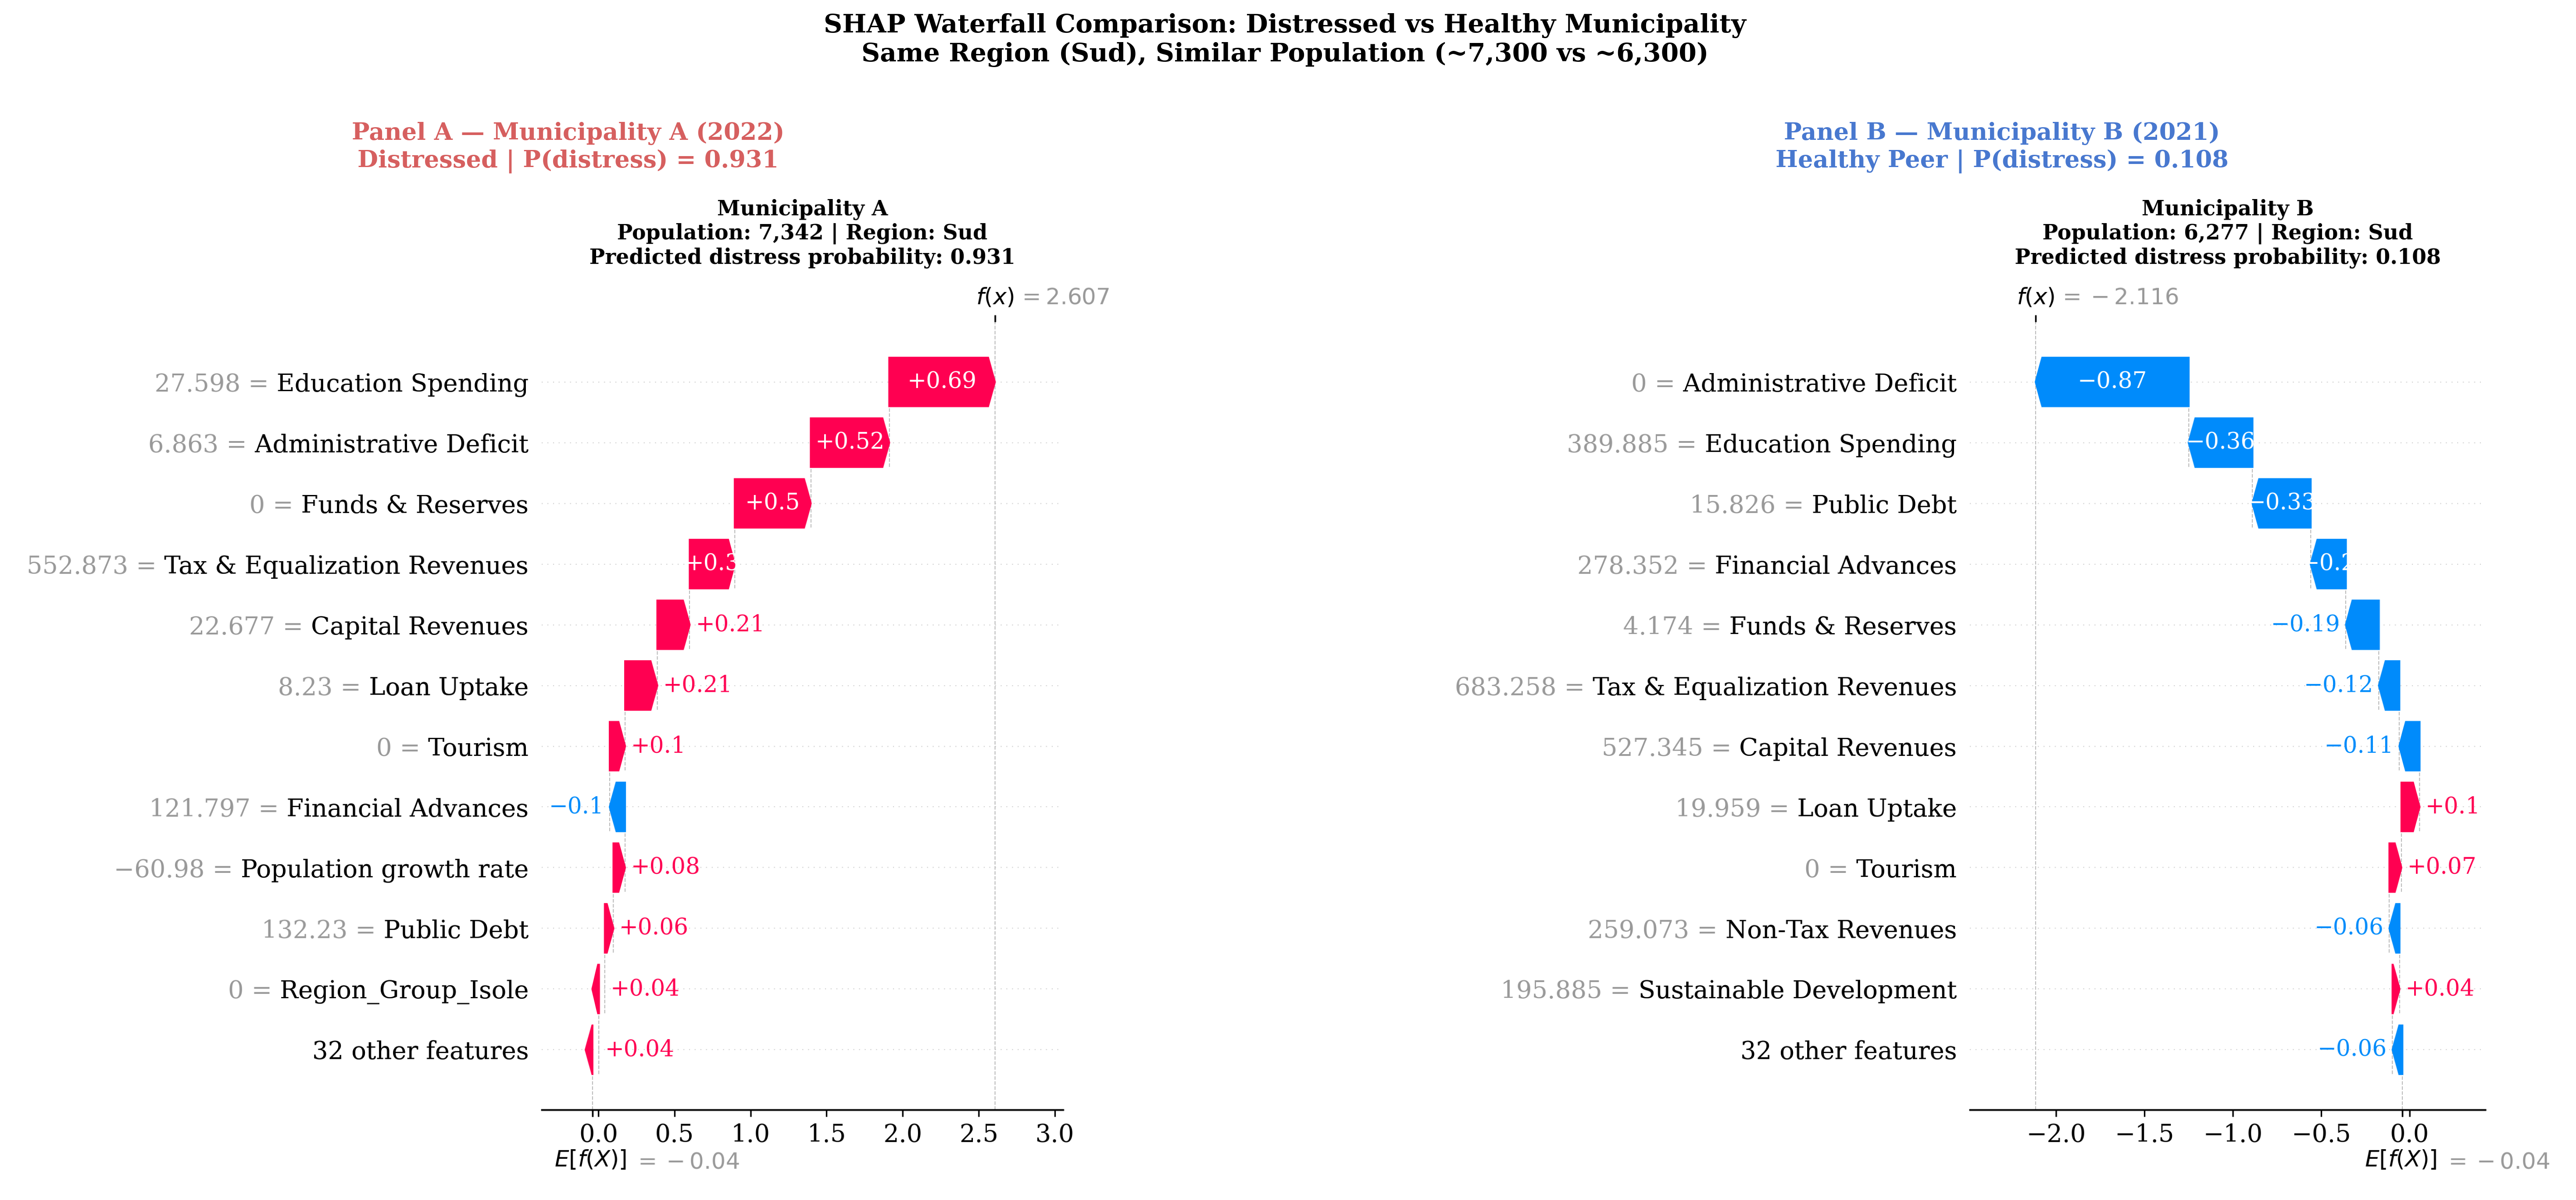 SHAP Waterfall Comparison: Distressed vs Healthy Municipality
Same Region (Sud), Similar Population (~7,300 vs ~6,300)
Panel A — Municipality A (2022)
Distressed | P(distress) = 0.931
Municipality A
Population: 7,342 | Region: Sud
Predicted distress probability: 0.931
f(x) = 2.607
27.598 = Education Spending +0.69
6.863 = Administrative Deficit +0.52
0 = Funds & Reserves +0.5
552.873 = Tax & Equalization Revenues +0.3
22.677 = Capital Revenues +0.21
8.23 = Loan Uptake +0.21
0 = Tourism +0.1
121.797 = Financial Advances −0.1
−60.98 = Population growth rate +0.08
132.23 = Public Debt +0.06
0 = Region_Group_Isole +0.04
32 other features +0.04
0.0 0.5 1.0 1.5 2.0 2.5 3.0
E[f(X)] = −0.04
Panel B — Municipality B (2021)
Healthy Peer | P(distress) = 0.108
Municipality B
Population: 6,277 | Region: Sud
Predicted distress probability: 0.108
f(x) = −2.116
0 = Administrative Deficit −0.87
389.885 = Education Spending −0.36
15.826 = Public Debt −0.33
278.352 = Financial Advances −0.2
4.174 = Funds & Reserves −0.19
683.258 = Tax & Equalization Revenues −0.12
527.345 = Capital Revenues −0.11
19.959 = Loan Uptake +0.1
0 = Tourism +0.07
259.073 = Non-Tax Revenues −0.06
195.885 = Sustainable Development +0.04
32 other features −0.06
−2.0 −1.5 −1.0 −0.5 0.0
E[f(X)] = −0.04